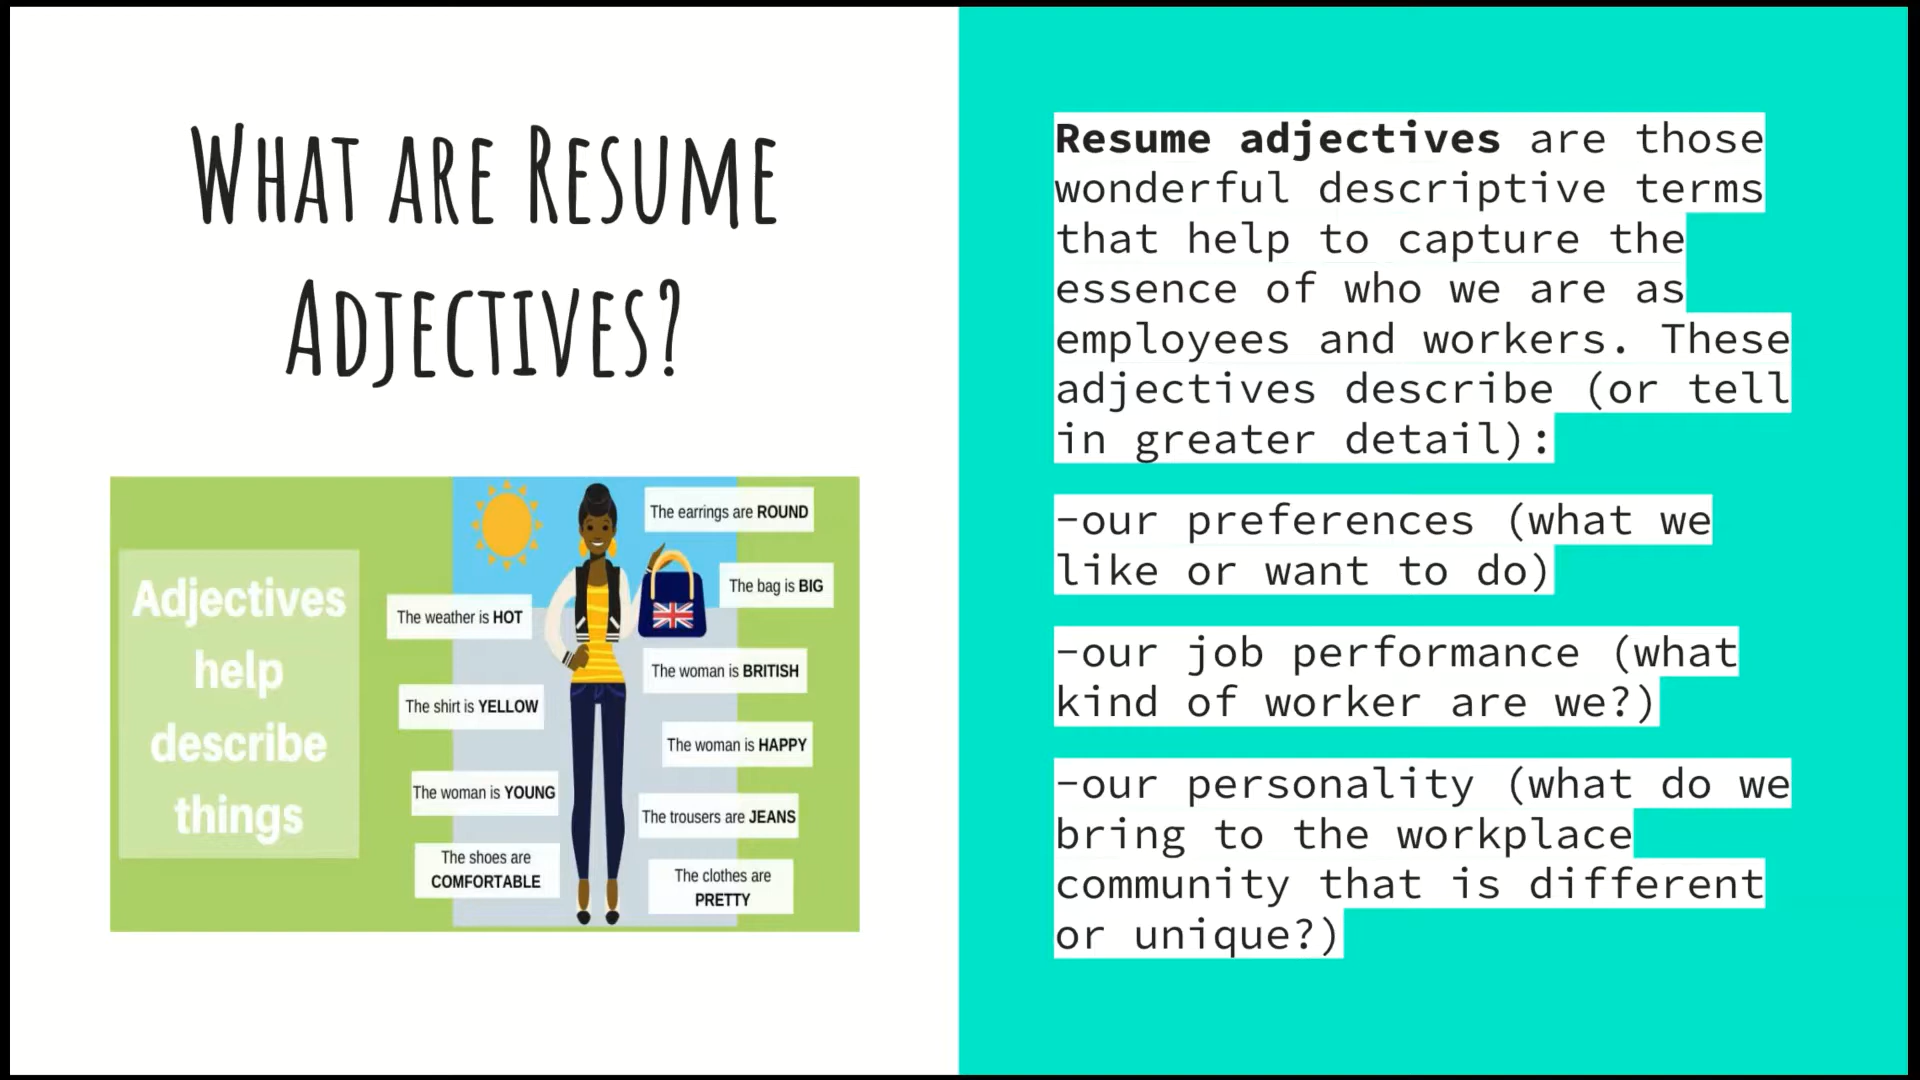 WHAT ARE RESUME
ADJECTIVES?
Adjectives
help
describe
things
The earrings are ROUND
The bag is BIG
The weather is HOT
The woman is BRITISH
The shirt is YELLOW
The woman is HAPPY
The woman is YOUNG
The trousers are JEANS
The shoes are
COMFORTABLE
The clothes are
PRETTY
Resume adjectives are those
wonderful descriptive terms
that help to capture the
essence of who we are as
employees and workers. These
adjectives describe (or tell
in greater detail):
-our preferences (what we
like or want to do)
-our job performance (what
kind of worker are we?)
-our personality (what do we
bring to the workplace
community that is different
or unique?)